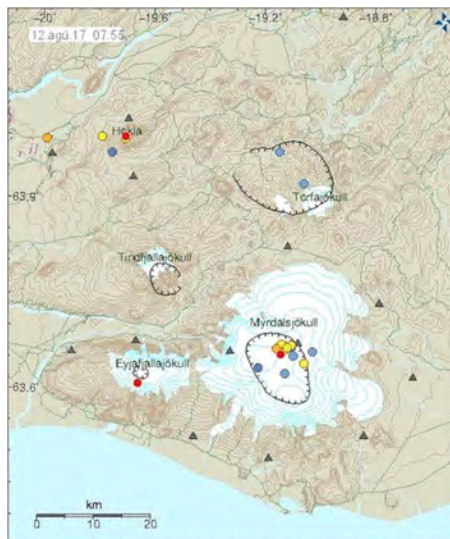 -20° -19.6° -19.2° -18.8°
12.ágú.17 07:55
Hekla
63.9°
Torfajökull
Tindfjallajökull
Mýrdalsjökull
Eyjafjallajökull
63.6°
km
0 10 20